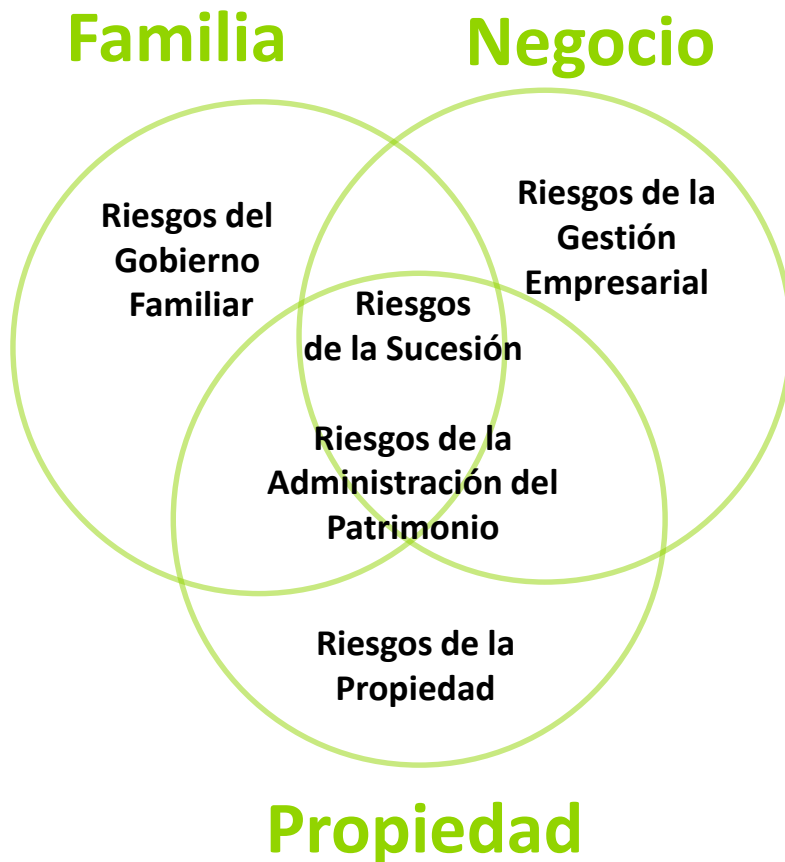 Familia
Negocio
Riesgos del
Gobierno
Familiar
Riesgos de la
Gestión
Empresarial
Riesgos
de la Sucesión
Riesgos de la
Administración del
Patrimonio
Riesgos de la
Propiedad
Propiedad